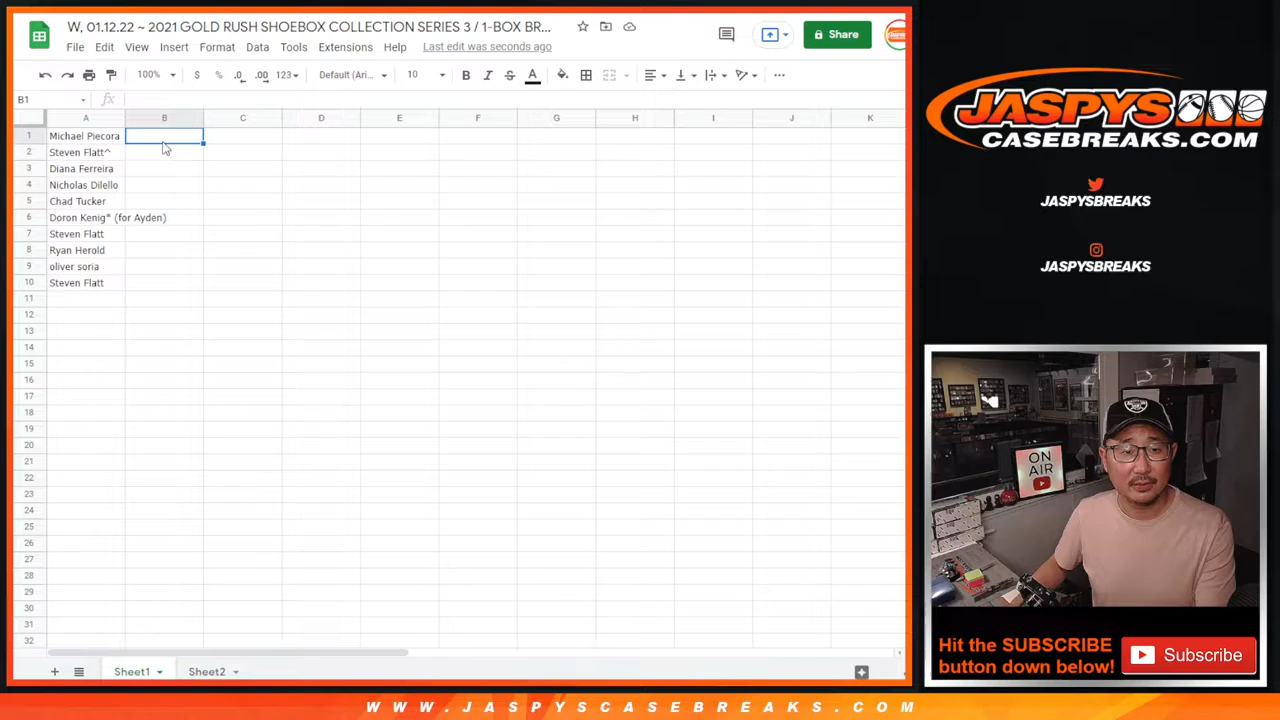 W, 01.12.22 ~ 2021 GOLD RUSH SHOEBOX COLLECTION SERIES 3 / 1-BOX BR...
File Edit View Insert Format Data Tools Extensions Help Last edit was seconds ago
Share
100% $ % .0 .00 123 Default (Ari... 10 B I S A
B1 fx
A B C D E F G H I J K
1 Michael Piecora
2 Steven Flatt^
3 Diana Ferreira
4 Nicholas Dilello
5 Chad Tucker
6 Doron Kenig* (for Ayden)
7 Steven Flatt
8 Ryan Herold
9 oliver soria
10 Steven Flatt
11
12
13
14
15
16
17
18
19
20
21
22
23
24
25
26
27
28
29
30
31
32
Sheet1 Sheet2
JASPYS
CASEBREAKS.COM
JASPYSBREAKS
JASPYSBREAKS
ON
AIR
Hit the SUBSCRIBE
button down below!
Subscribe
WWW.JASPYSCASEBREAKS.COM